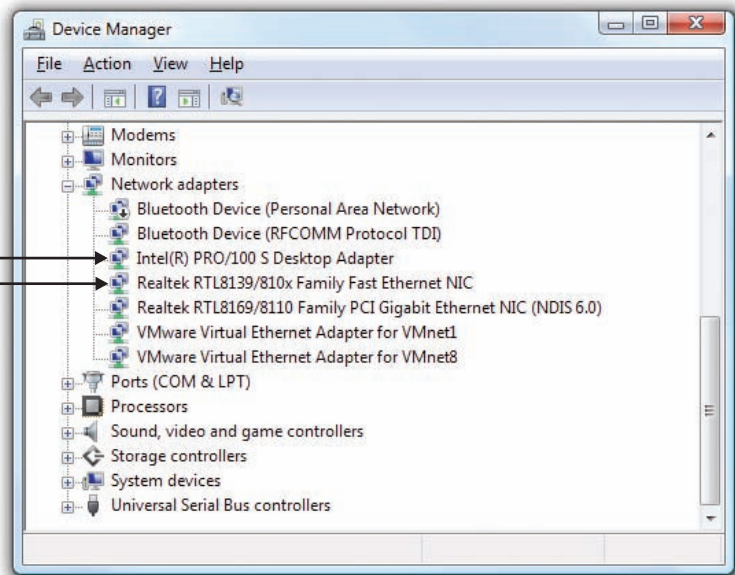 Device Manager
File Action View Help
Modems
Monitors
Network adapters
Bluetooth Device (Personal Area Network)
Bluetooth Device (RFCOMM Protocol TDI)
Intel(R) PRO/100 S Desktop Adapter
Realtek RTL8139/810x Family Fast Ethernet NIC
Realtek RTL8169/8110 Family PCI Gigabit Ethernet NIC (NDIS 6.0)
VMware Virtual Ethernet Adapter for VMnet1
VMware Virtual Ethernet Adapter for VMnet8
Ports (COM & LPT)
Processors
Sound, video and game controllers
Storage controllers
System devices
Universal Serial Bus controllers